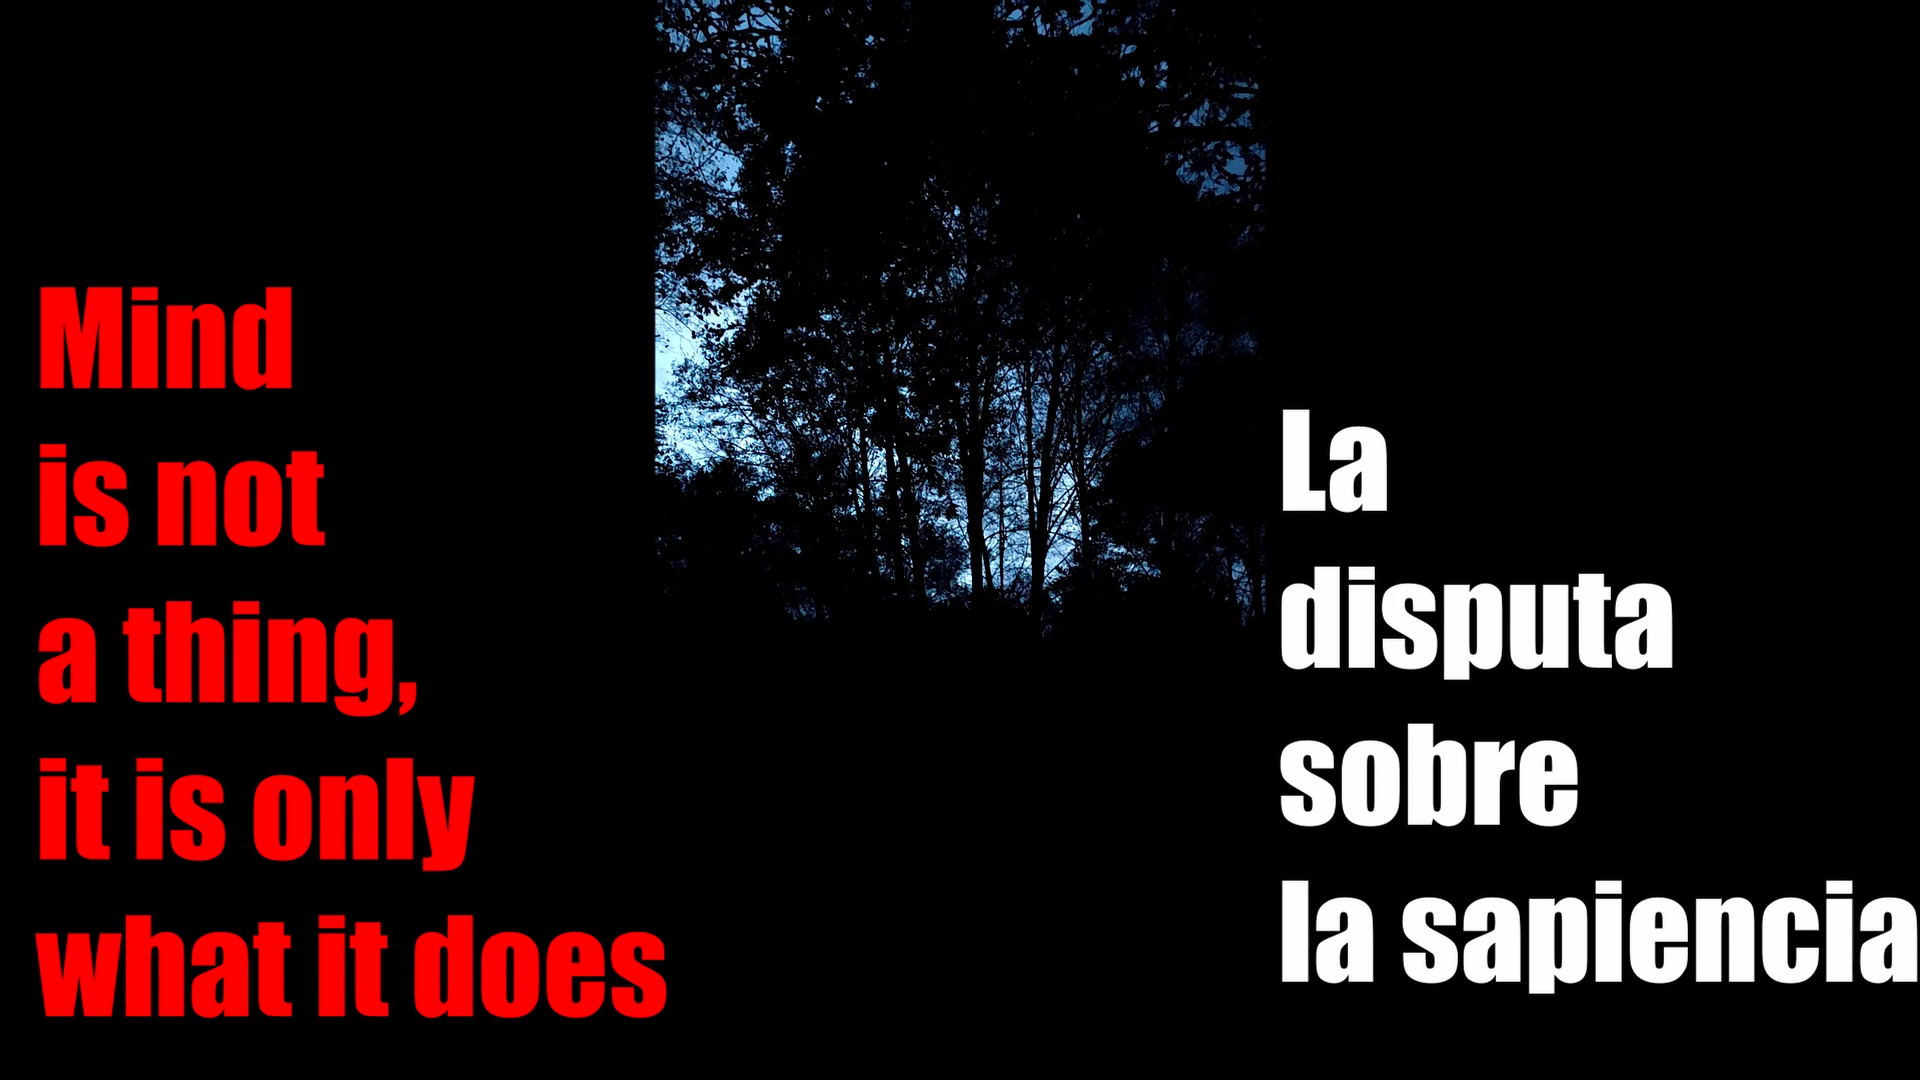 Mind
is not
a thing,
it is only
what it does
La
disputa
sobre
la sapiencia